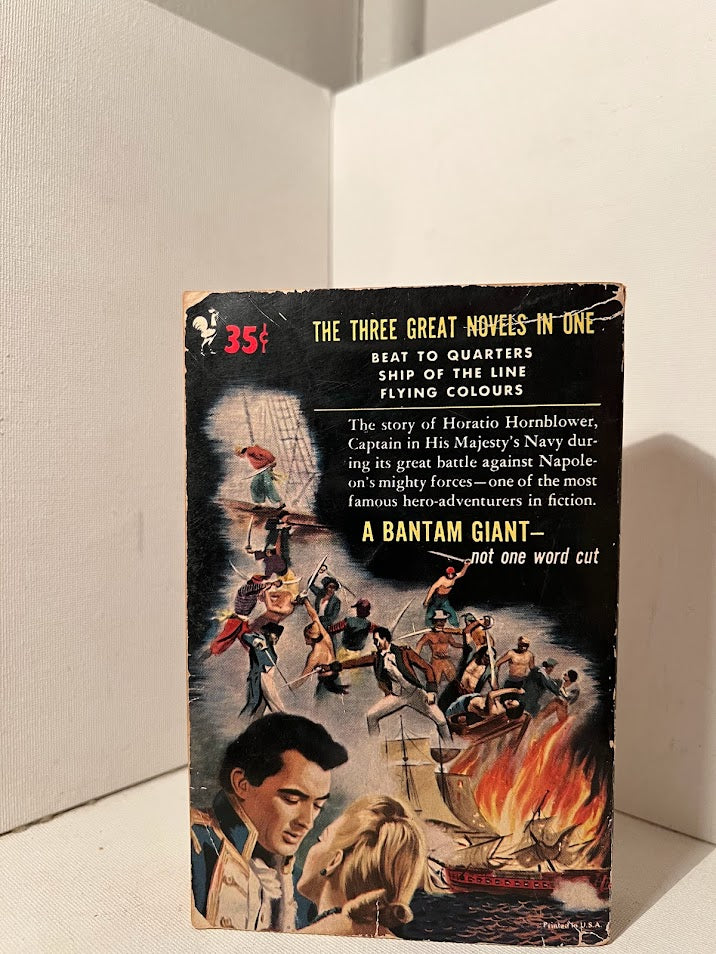 35¢
THE THREE GREAT NOVELS IN ONE
BEAT TO QUARTERS
SHIP OF THE LINE
FLYING COLOURS
The story of Horatio Hornblower,
Captain in His Majesty's Navy dur-
ing its great battle against Napole-
on's mighty forces—one of the most
famous hero-adventurers in fiction.
A BANTAM GIANT—
not one word cut
Printed in U.S.A.